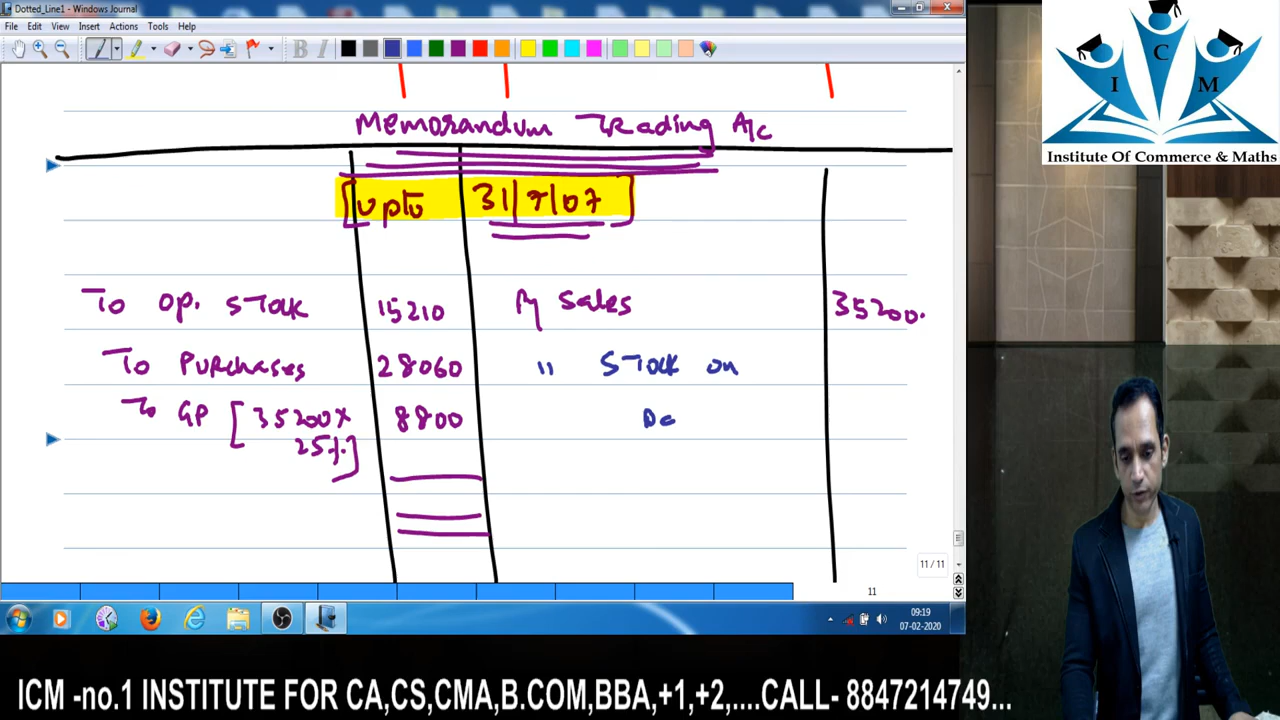 Dotted_Line1 - Windows Journal
File Edit View Insert Actions Tools Help
B I
Memorandum Trading A/c
[upto 31/7/07]
To Op. Stock 15210 By Sales 35200.
To Purchases 28060 " Stock on
To GP [35200x 8800 Da
25%]
11 / 11
11
09:19
07-02-2020
I C M
Institute Of Commerce & Maths
ICM -no.1 INSTITUTE FOR CA,CS,CMA,B.COM,BBA,+1,+2,....CALL- 8847214749...